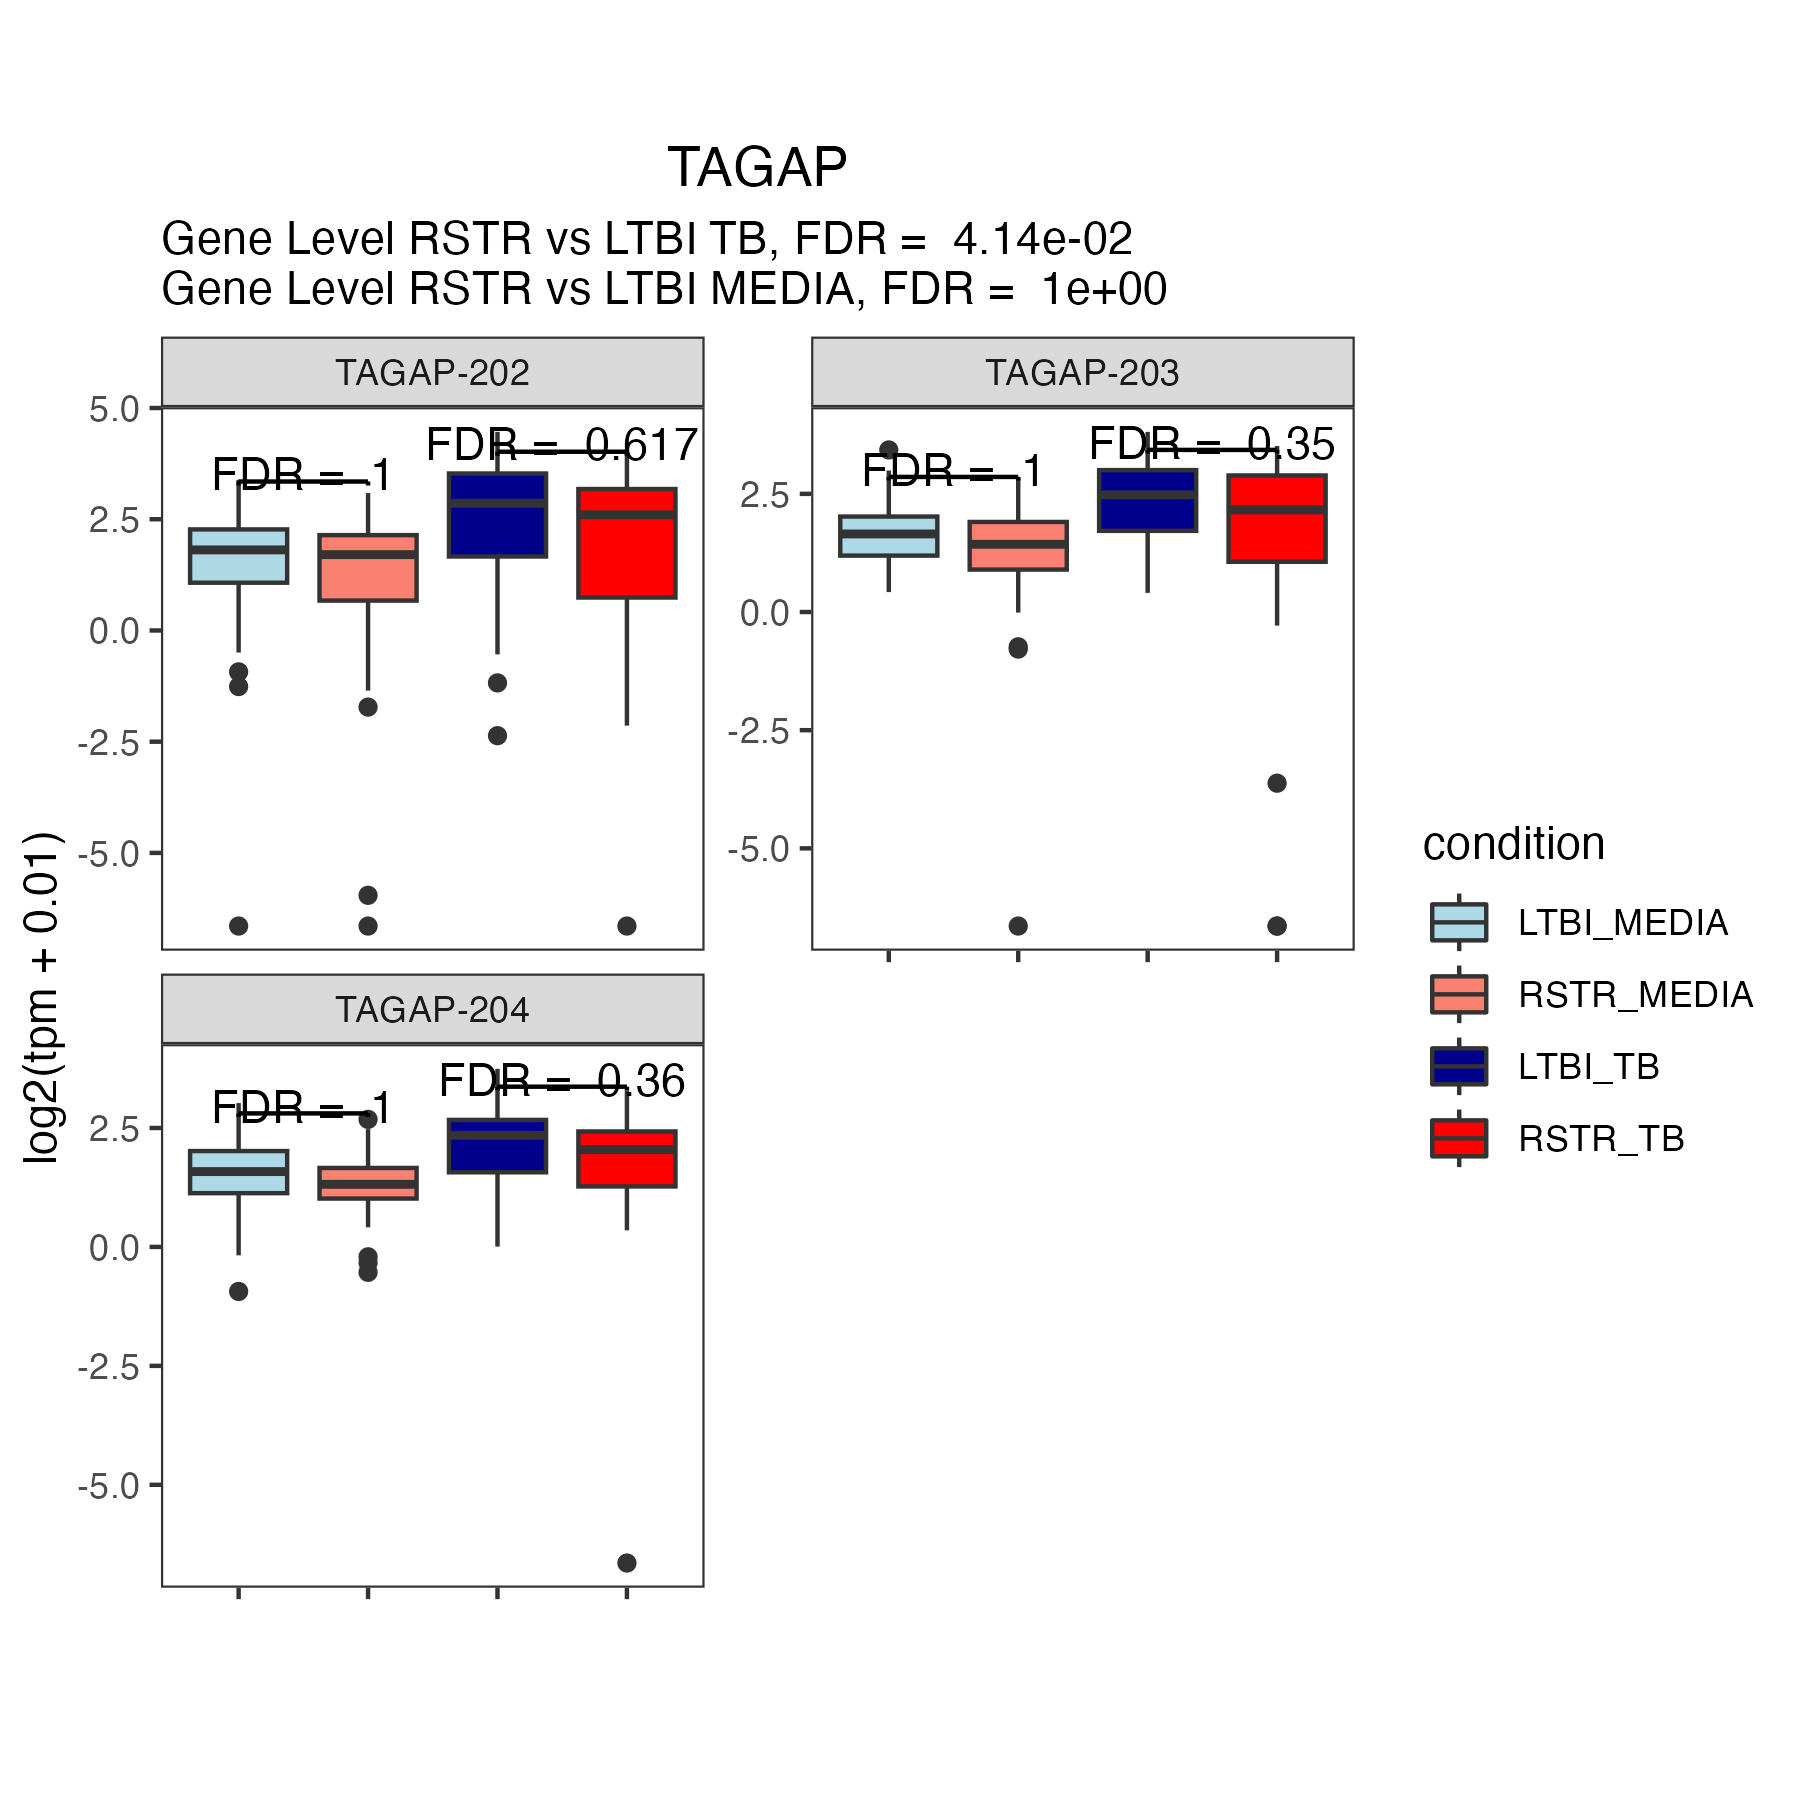 TAGAP
Gene Level RSTR vs LTBI TB, FDR =  4.14e-02
Gene Level RSTR vs LTBI MEDIA, FDR =  1e+00
TAGAP-202
FDR =  1
FDR =  0.617
5.0
2.5
0.0
-2.5
-5.0
TAGAP-203
FDR =  1
FDR =  0.35
2.5
0.0
-2.5
-5.0
TAGAP-204
FDR =  1
FDR =  0.36
2.5
0.0
-2.5
-5.0
log2(tpm + 0.01)
condition
LTBI_MEDIA
RSTR_MEDIA
LTBI_TB
RSTR_TB